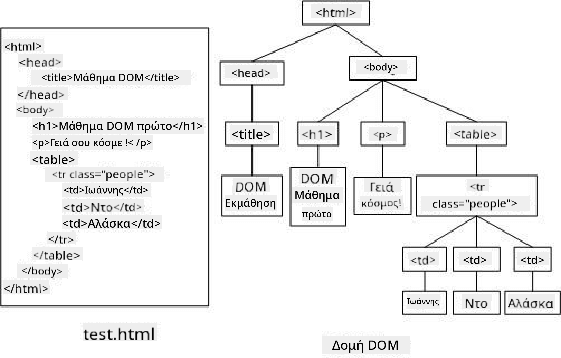 <html>
<head>
<title>Μάθημα DOM</title>
</head>
<body>
<h1>Μάθημα DOM πρώτο</h1>
<p>Γειά σου κόσμε !< /p>
<table>
<tr class="people">
<td>Ιωάννης</td>
<td>Ντο</td>
<td>Αλάσκα</td>
</tr>
</table>
</body>
</html>
test.html
<html>
<head>
<body>
<title>
<h1>
<p>
<table>
DOM
Εκμάθηση
DOM
Μάθημα
πρώτο
Γειά
κόσμος!
<tr
class="people">
<td>
<td>
<td>
Ιωάννης
Ντο
Αλάσκα
Δομή DOM